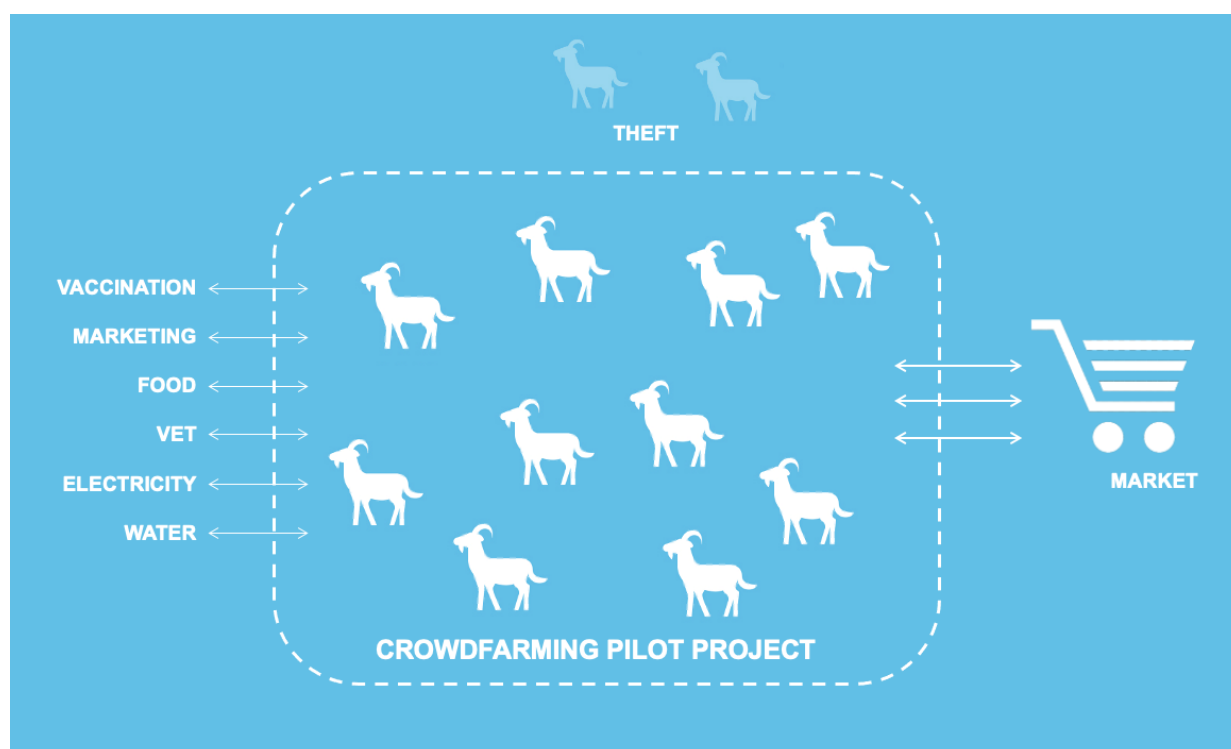 THEFT
VACCINATION
MARKETING
FOOD
VET
ELECTRICITY
WATER
MARKET
CROWDFARMING PILOT PROJECT